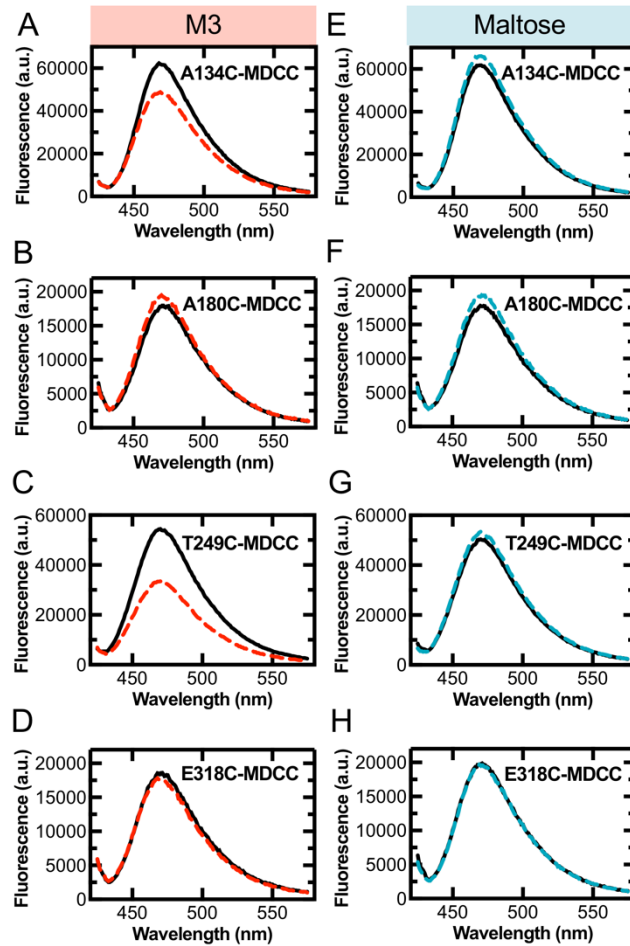 M3
Maltose
A
Fluorescence (a.u.)
60000
40000
20000
0
A134C-MDCC
450 500 550
Wavelength (nm)
E
Fluorescence (a.u.)
60000
40000
20000
0
A134C-MDCC
450 500 550
Wavelength (nm)
B
Fluorescence (a.u.)
20000
15000
10000
5000
0
A180C-MDCC
450 500 550
Wavelength (nm)
F
Fluorescence (a.u.)
20000
15000
10000
5000
0
A180C-MDCC
450 500 550
Wavelength (nm)
C
Fluorescence (a.u.)
60000
40000
20000
0
T249C-MDCC
450 500 550
Wavelength (nm)
G
Fluorescence (a.u.)
60000
40000
20000
0
T249C-MDCC
450 500 550
Wavelength (nm)
D
Fluorescence (a.u.)
20000
15000
10000
5000
0
E318C-MDCC
450 500 550
Wavelength (nm)
H
Fluorescence (a.u.)
20000
15000
10000
5000
0
E318C-MDCC
450 500 550
Wavelength (nm)